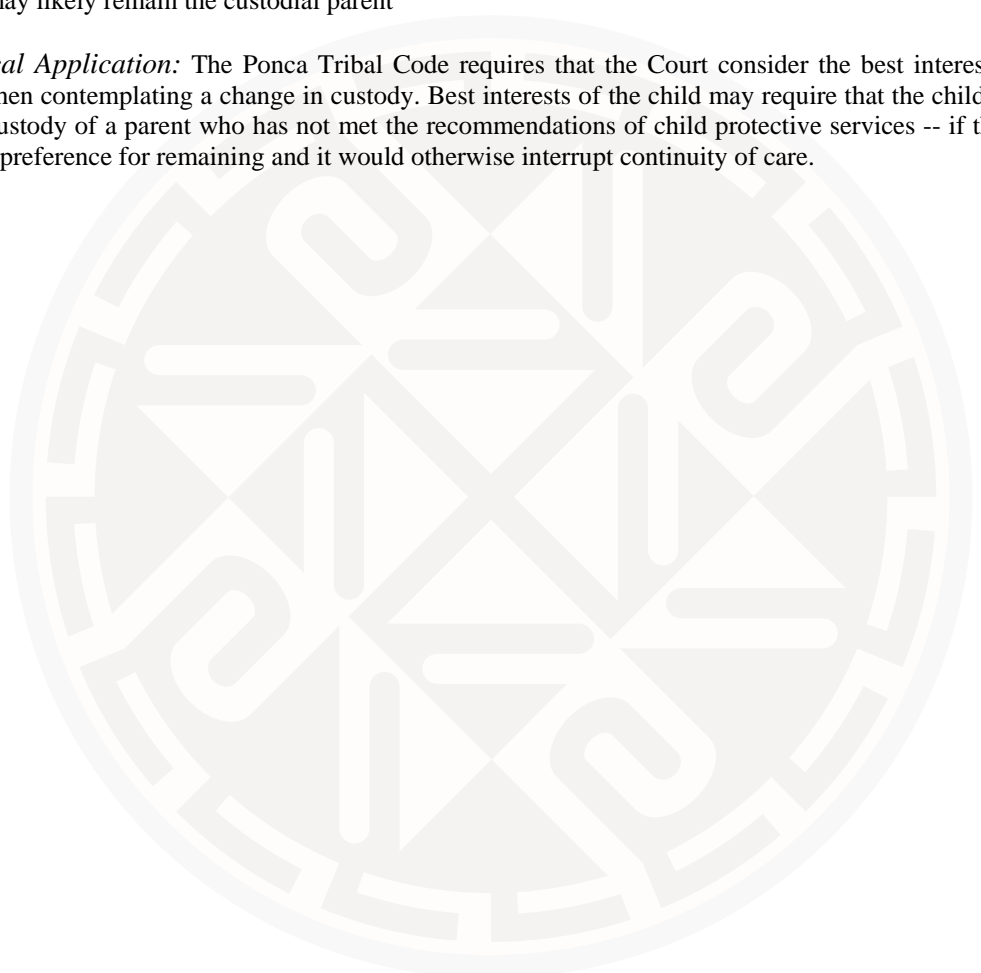 may likely remain the custodial parent
al Application: The Ponca Tribal Code requires that the Court consider the best interes
hen contemplating a change in custody. Best interests of the child may require that the child
ustody of a parent who has not met the recommendations of child protective services -- if th
preference for remaining and it would otherwise interrupt continuity of care.